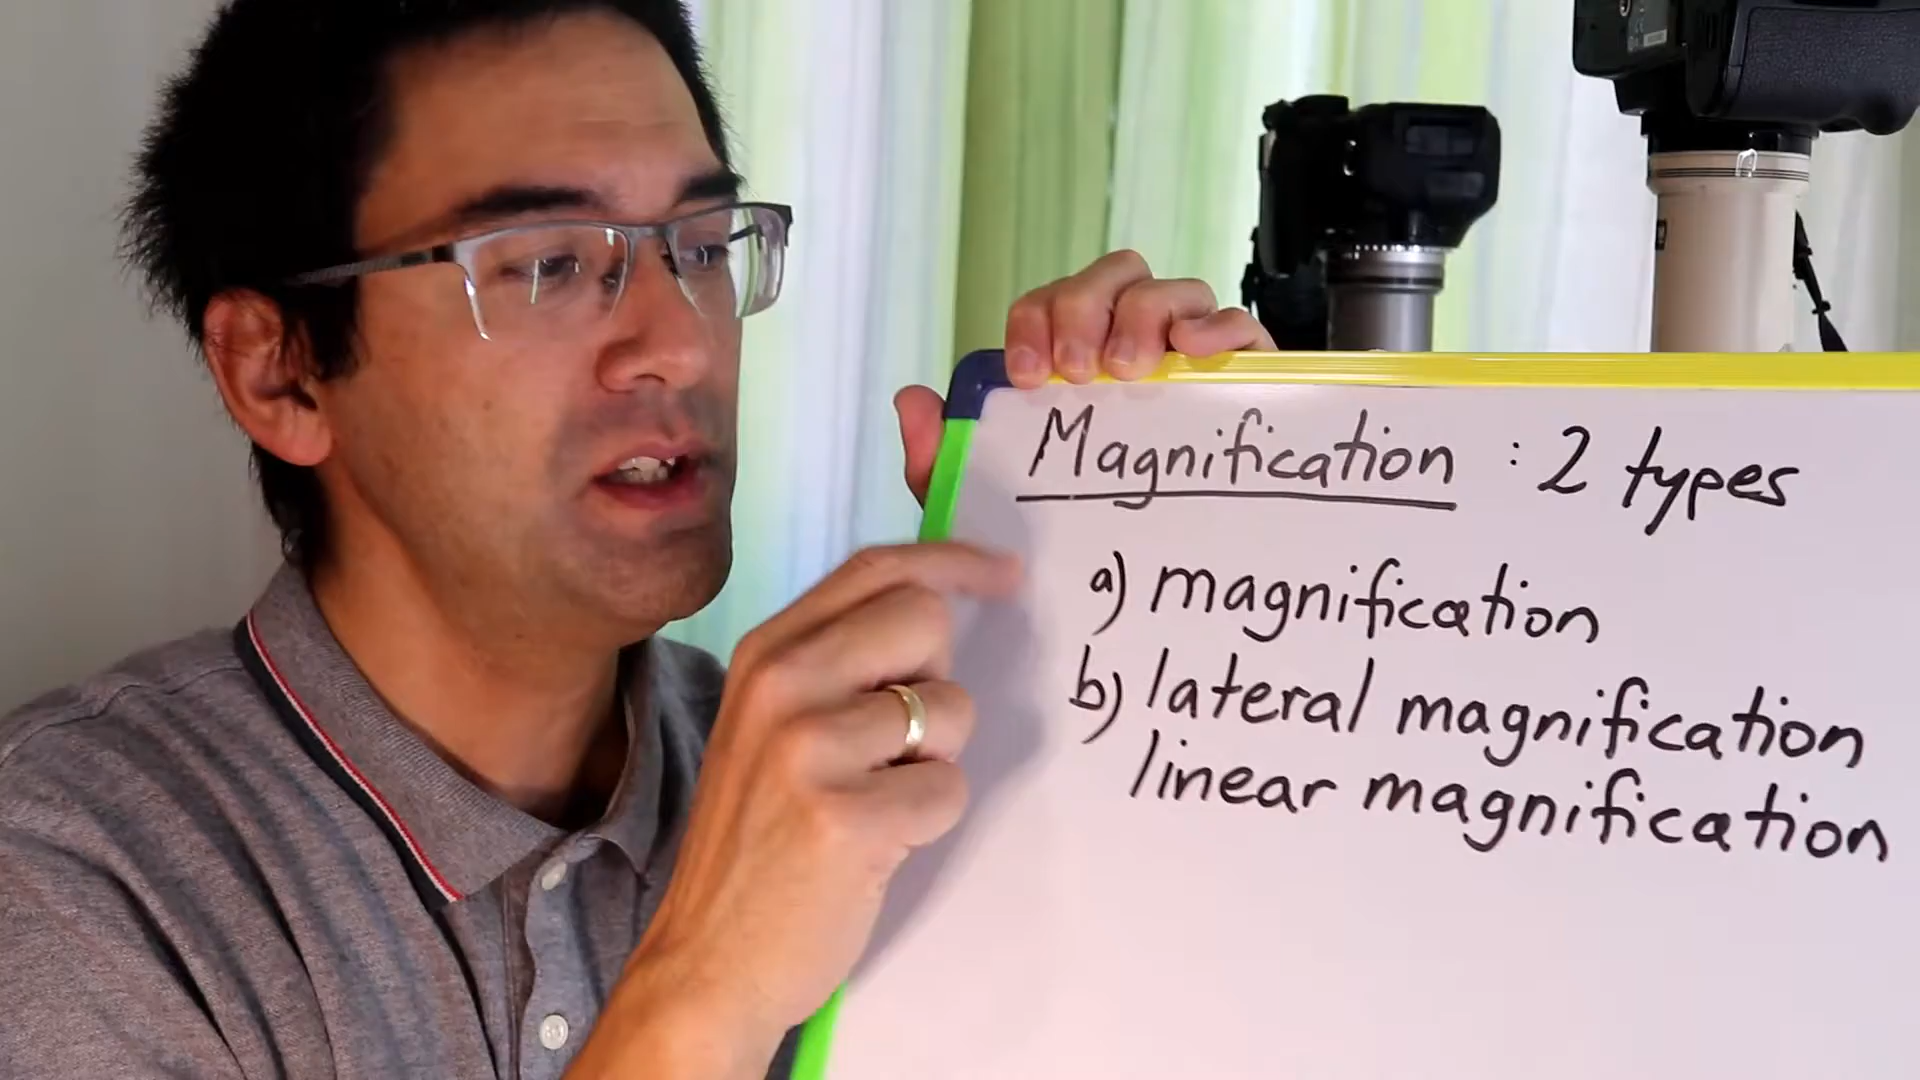 Magnification : 2 types
a) magnification
b) lateral magnification
linear magnification